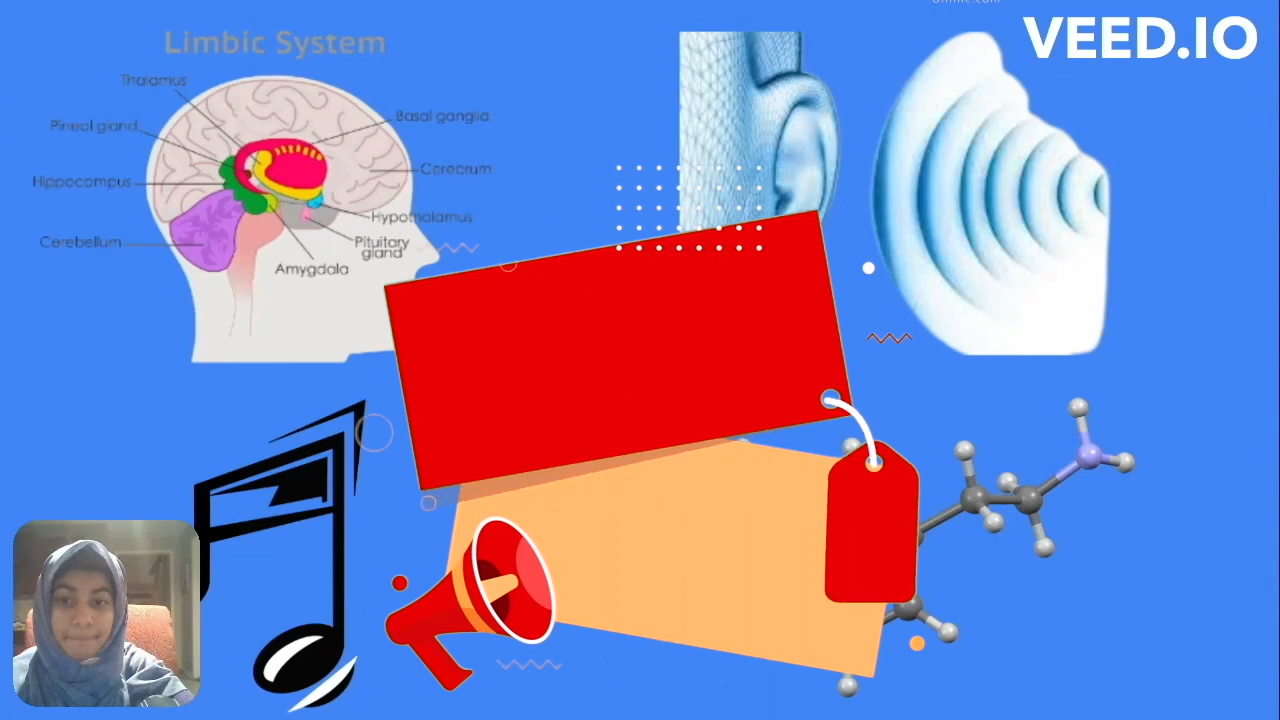 VEED.IO
Limbic System
Thalamus
Basal ganglia
Pineal gland
Cerebrum
Hippocampus
Hypothalamus
Cerebellum
Pituitary
gland
Amygdala